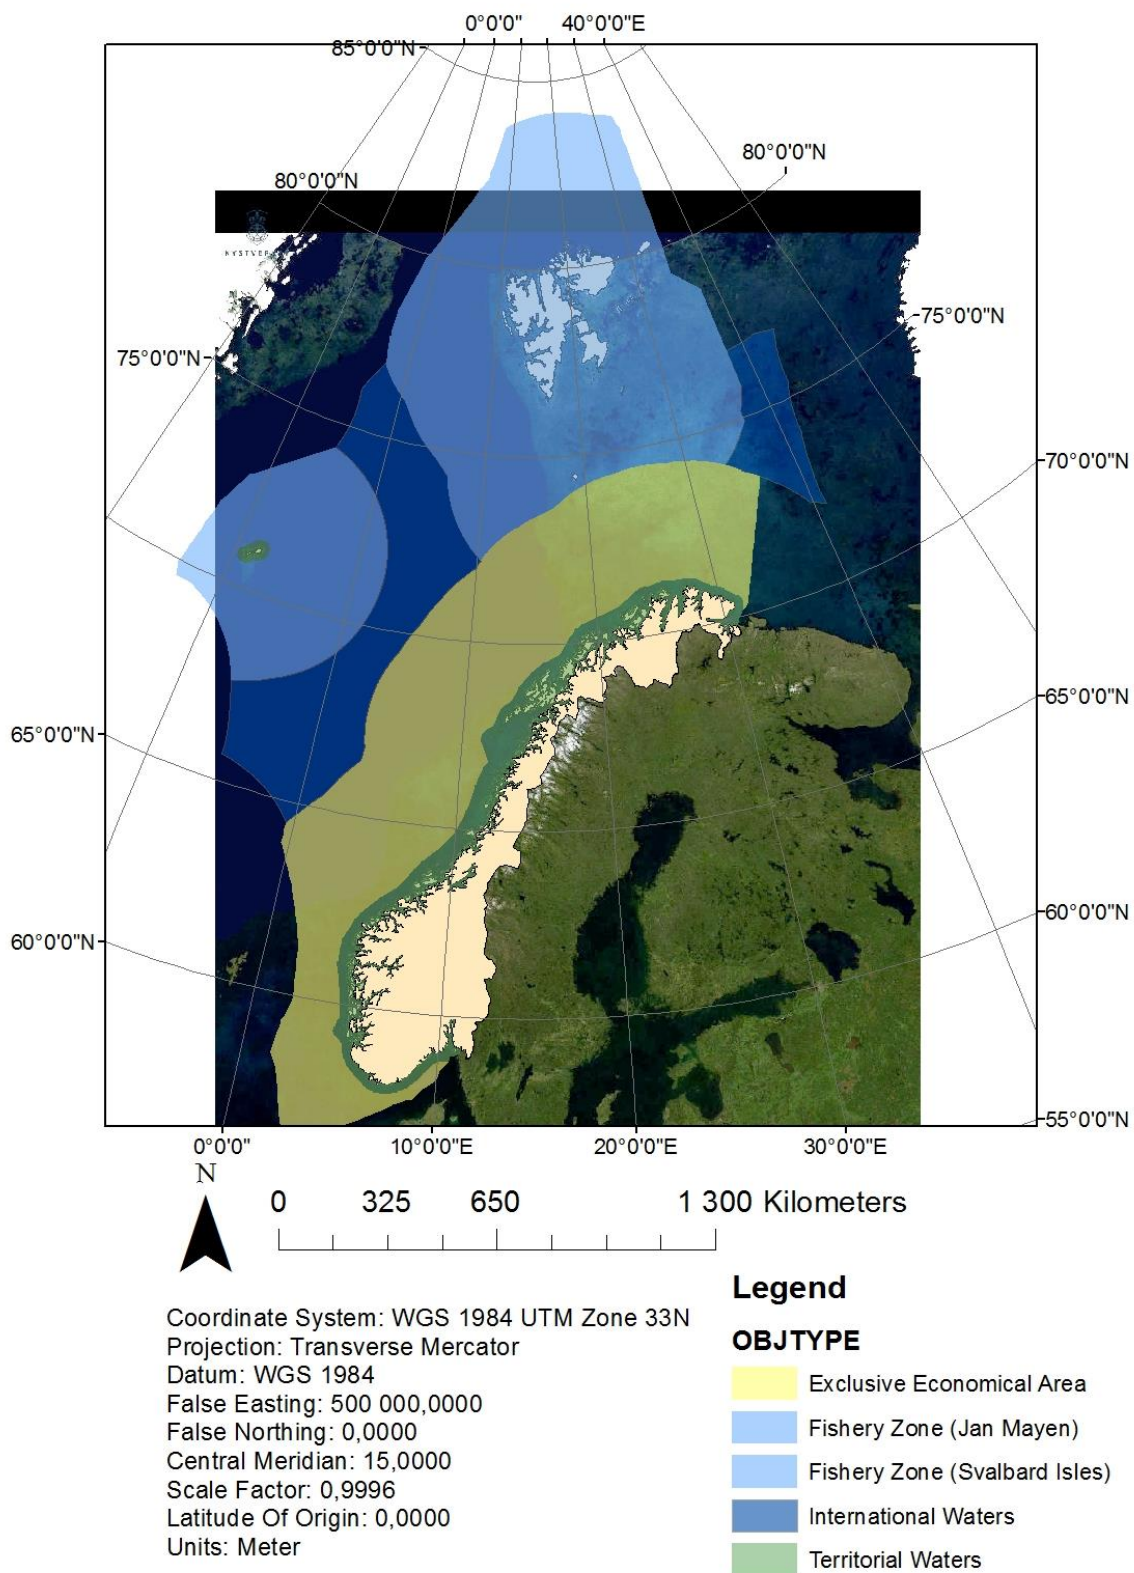 0°0'0" 40°0'0"E
85°0'0"N
80°0'0"N
80°0'0"N
75°0'0"N
75°0'0"N
70°0'0"N
65°0'0"N
65°0'0"N
60°0'0"N
60°0'0"N
55°0'0"N
0°0'0" 10°0'0"E 20°0'0"E 30°0'0"E
N
0 325 650 1 300 Kilometers
Legend
Coordinate System: WGS 1984 UTM Zone 33N
Projection: Transverse Mercator
Datum: WGS 1984
False Easting: 500 000,0000
False Northing: 0,0000
Central Meridian: 15,0000
Scale Factor: 0,9996
Latitude Of Origin: 0,0000
Units: Meter
OBJTYPE
Exclusive Economical Area
Fishery Zone (Jan Mayen)
Fishery Zone (Svalbard Isles)
International Waters
Territorial Waters